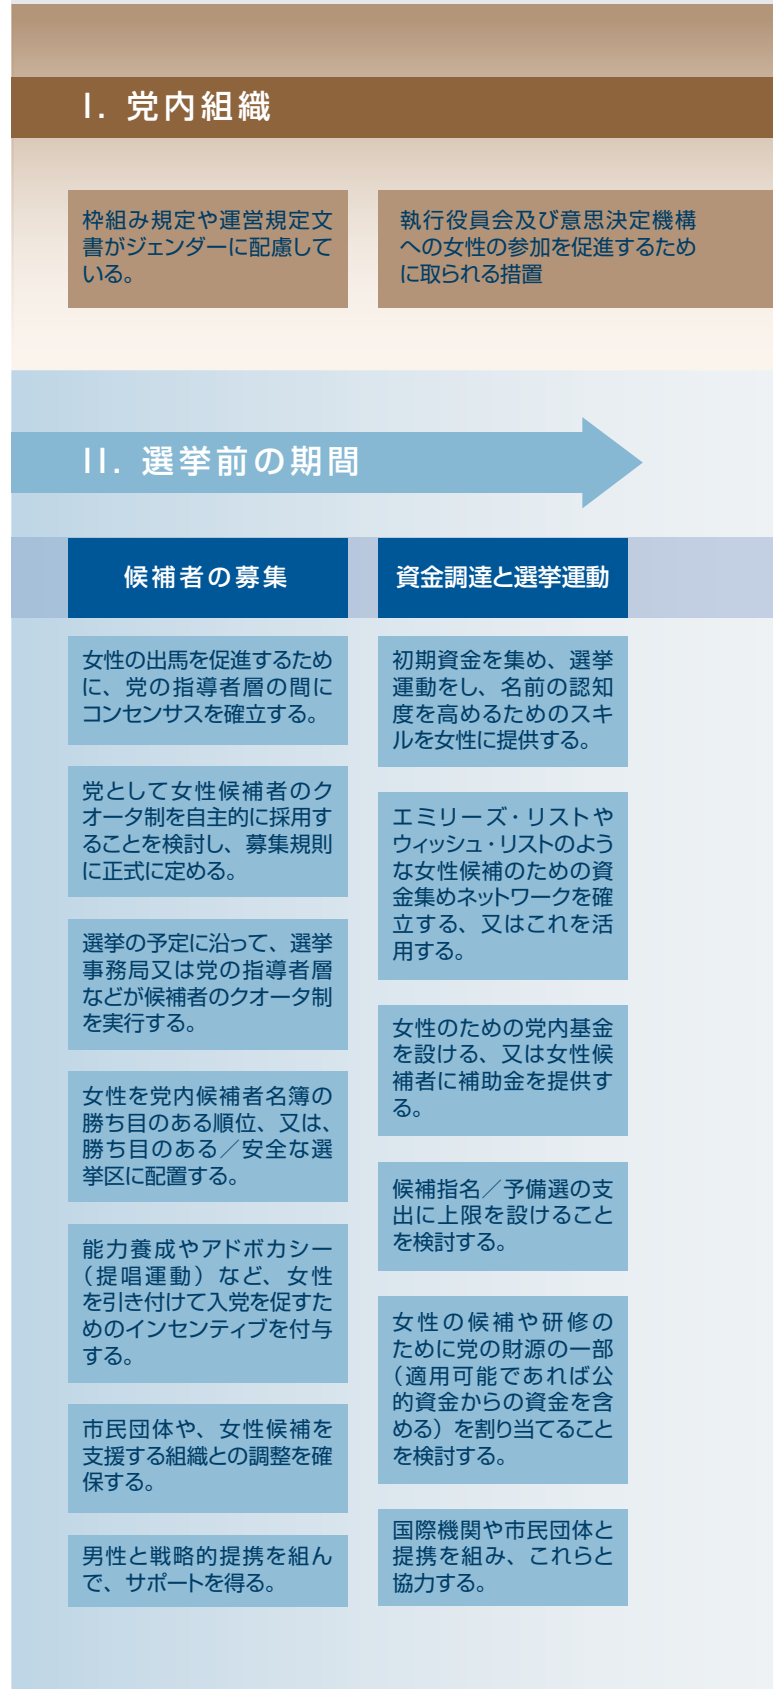 I. 党内組織
枠組み規定や運営規定文
書がジェンダーに配慮して
いる。
執行役員会及び意思決定機構
への女性の参加を促進するため
に取られる措置
II. 選挙前の期間
候補者の募集
女性の出馬を促進するため
に、党の指導者層の間に
コンセンサスを確立する。
党として女性候補者のク
オータ制を自主的に採用す
ることを検討し、募集規則
に正式に定める。
選挙の予定に沿って、選挙
事務局又は党の指導者層
などが候補者のクオータ制
を実行する。
女性を党内候補者名簿の
勝ち目のある順位、又は、
勝ち目のある／安全な選
挙区に配置する。
能力養成やアドボカシー
（提唱運動）など、女性
を引き付けて入党を促すた
めのインセンティブを付与
する。
市民団体や、女性候補を
支援する組織との調整を確
保する。
男性と戦略的提携を組ん
で、サポートを得る。
資金調達と選挙運動
初期資金を集め、選挙
運動をし、名前の認知
度を高めるためのスキ
ルを女性に提供する。
エミリーズ・リストや
ウィッシュ・リストのよう
な女性候補のための資
金集めネットワークを確
立する、又はこれを活
用する。
女性のための党内基金
を設ける、又は女性候
補者に補助金を提供す
る。
候補指名／予備選の支
出に上限を設けること
を検討する。
女性の候補や研修の
ために党の財源の一部
（適用可能であれば公
的資金からの資金を含
める）を割り当てること
を検討する。
国際機関や市民団体と
提携を組み、これらと
協力する。